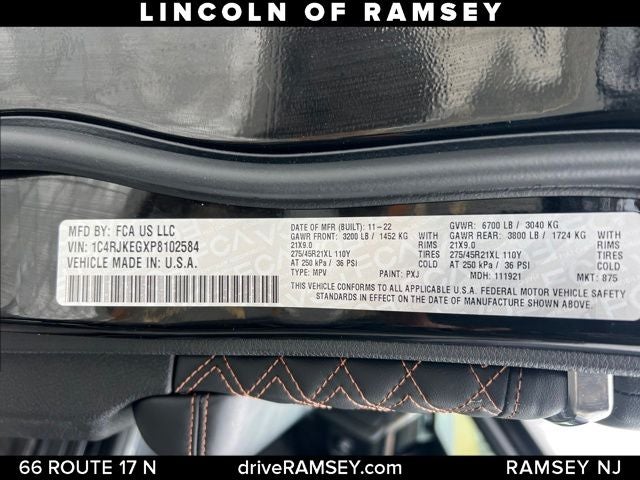 LINCOLN OF RAMSEY
MFD BY: FCA US LLC
VIN: 1C4RJKEGXP8102584
VEHICLE MADE IN: U.S.A.
DATE OF MFR (BUILT): 11-22 GVWR: 6700 LB / 3040 KG
GAWR FRONT: 3200 LB / 1452 KG WITH GAWR REAR: 3800 LB / 1724 KG WITH
21X9.0 RIMS 21X9.0 RIMS
275/45R21XL 110Y TIRES 275/45R21XL 110Y TIRES
AT 250 kPa / 36 PSI COLD AT 250 kPa / 36 PSI COLD
TYPE: MPV PAINT: PXJ MDH: 111921 MKT: 875
THIS VEHICLE CONFORMS TO ALL APPLICABLE U.S.A. FEDERAL MOTOR VEHICLE SAFETY
STANDARDS IN EFFECT ON THE DATE OF MANUFACTURE SHOWN ABOVE.
66 ROUTE 17 N driveRAMSEY.com RAMSEY NJ